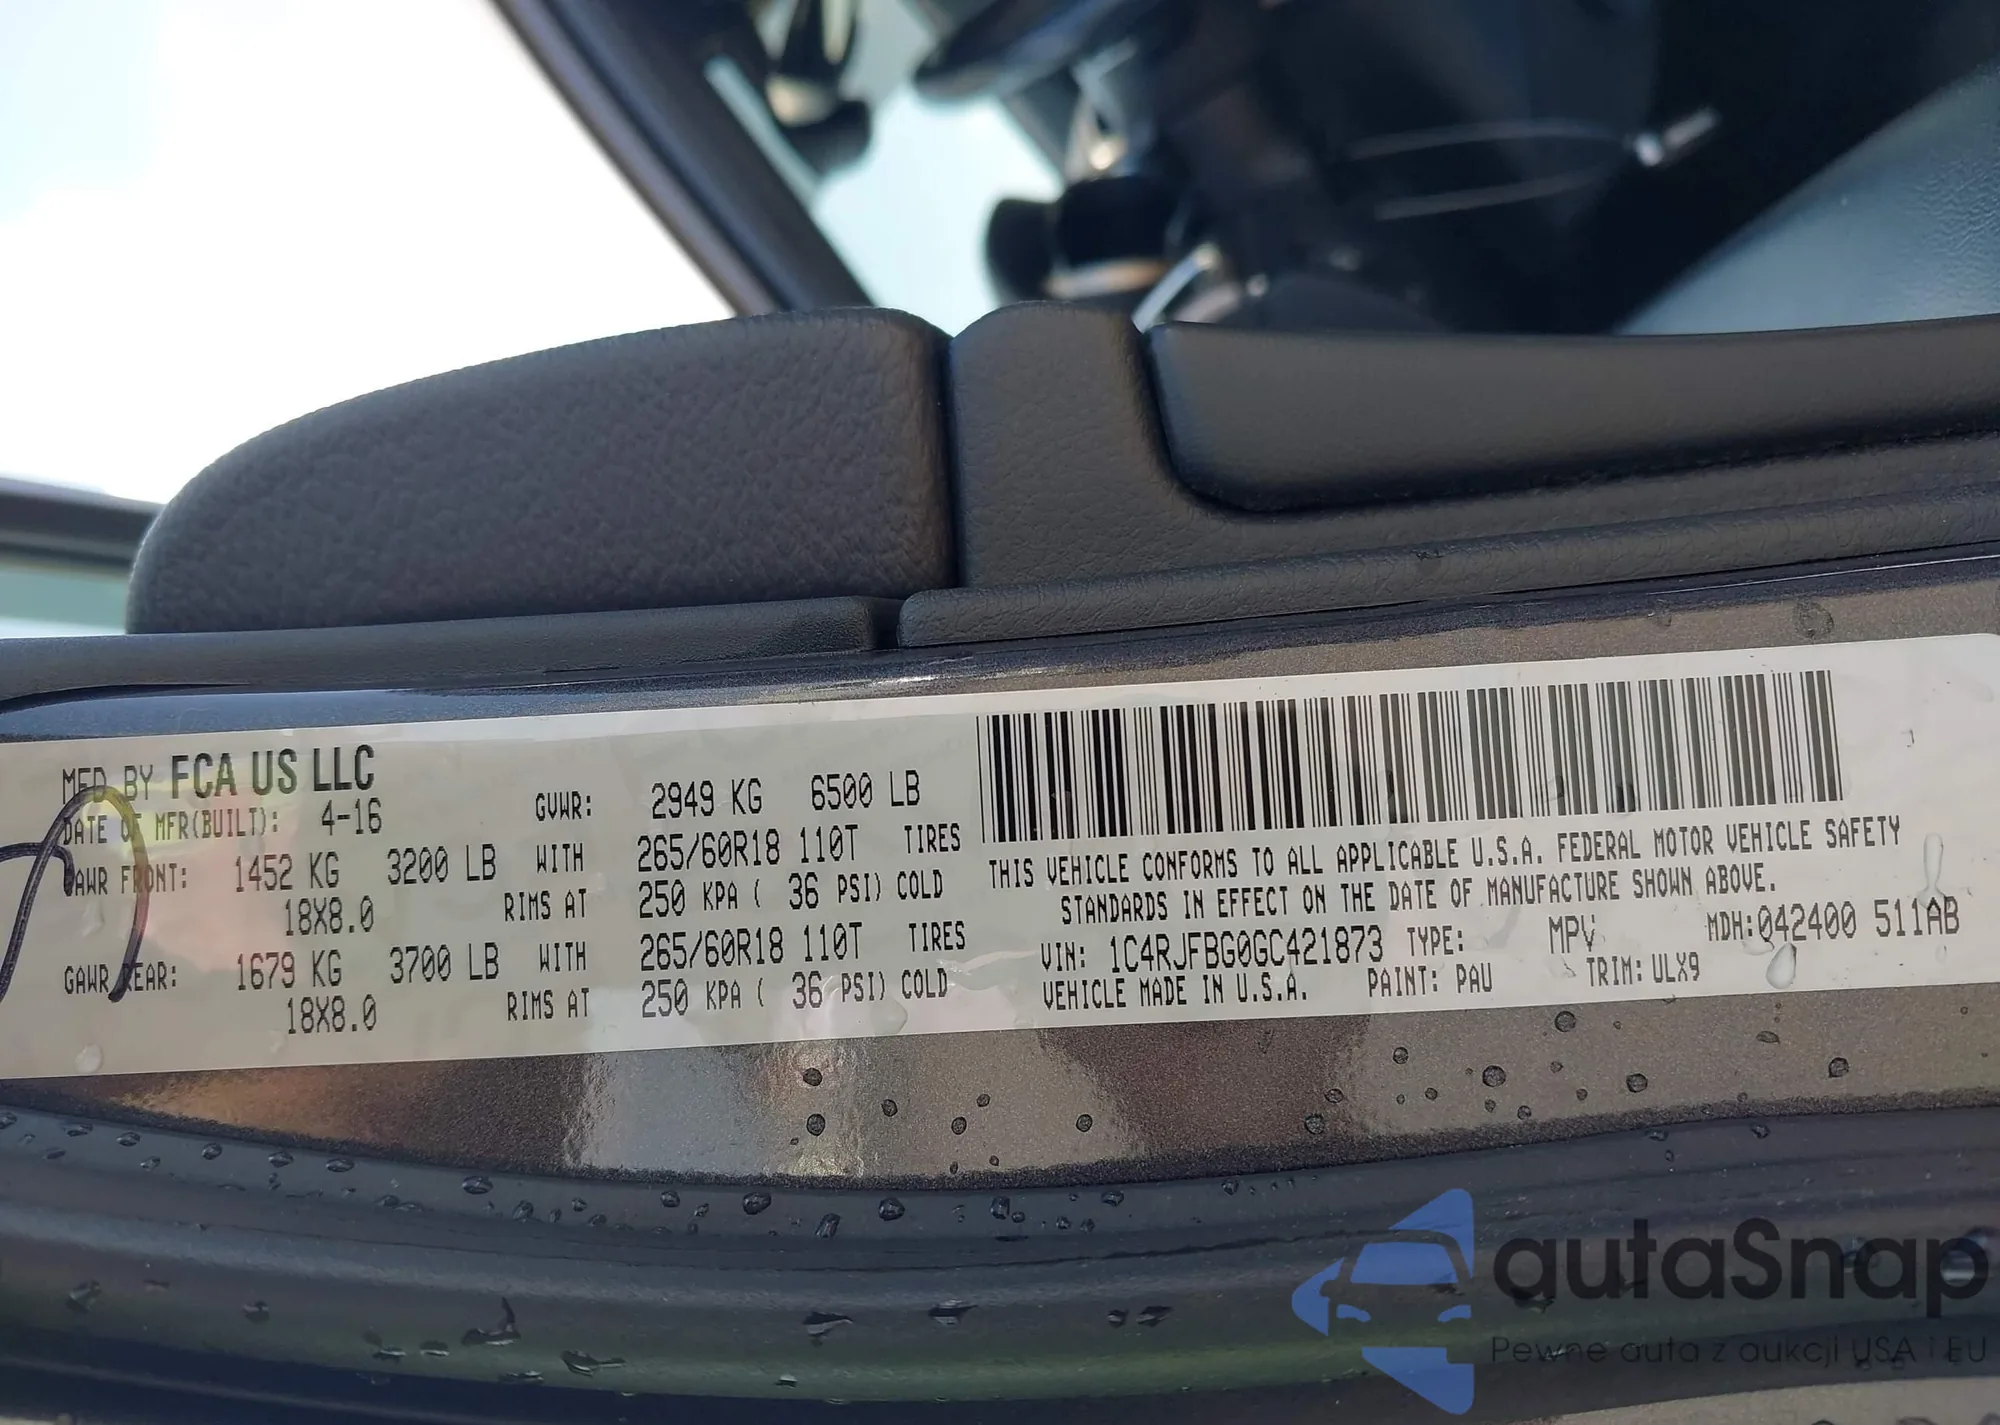 MFD BY FCA US LLC
DATE OF MFR(BUILT): 4-16
GVWR: 2949 KG 6500 LB
GAWR FRONT: 1452 KG 3200 LB WITH 265/60R18 110T TIRES
18X8.0 RIMS AT 250 KPA ( 36 PSI) COLD
GAWR REAR: 1679 KG 3700 LB WITH 265/60R18 110T TIRES
18X8.0 RIMS AT 250 KPA ( 36 PSI) COLD
THIS VEHICLE CONFORMS TO ALL APPLICABLE U.S.A. FEDERAL MOTOR VEHICLE SAFETY
STANDARDS IN EFFECT ON THE DATE OF MANUFACTURE SHOWN ABOVE.
VIN: 1C4RJFBG0GC421873 TYPE: MPV MDH:042400 511AB
VEHICLE MADE IN U.S.A. PAINT: PAU TRIM: ULX9
autaSnap
Pewne auta z aukcji USA i EU